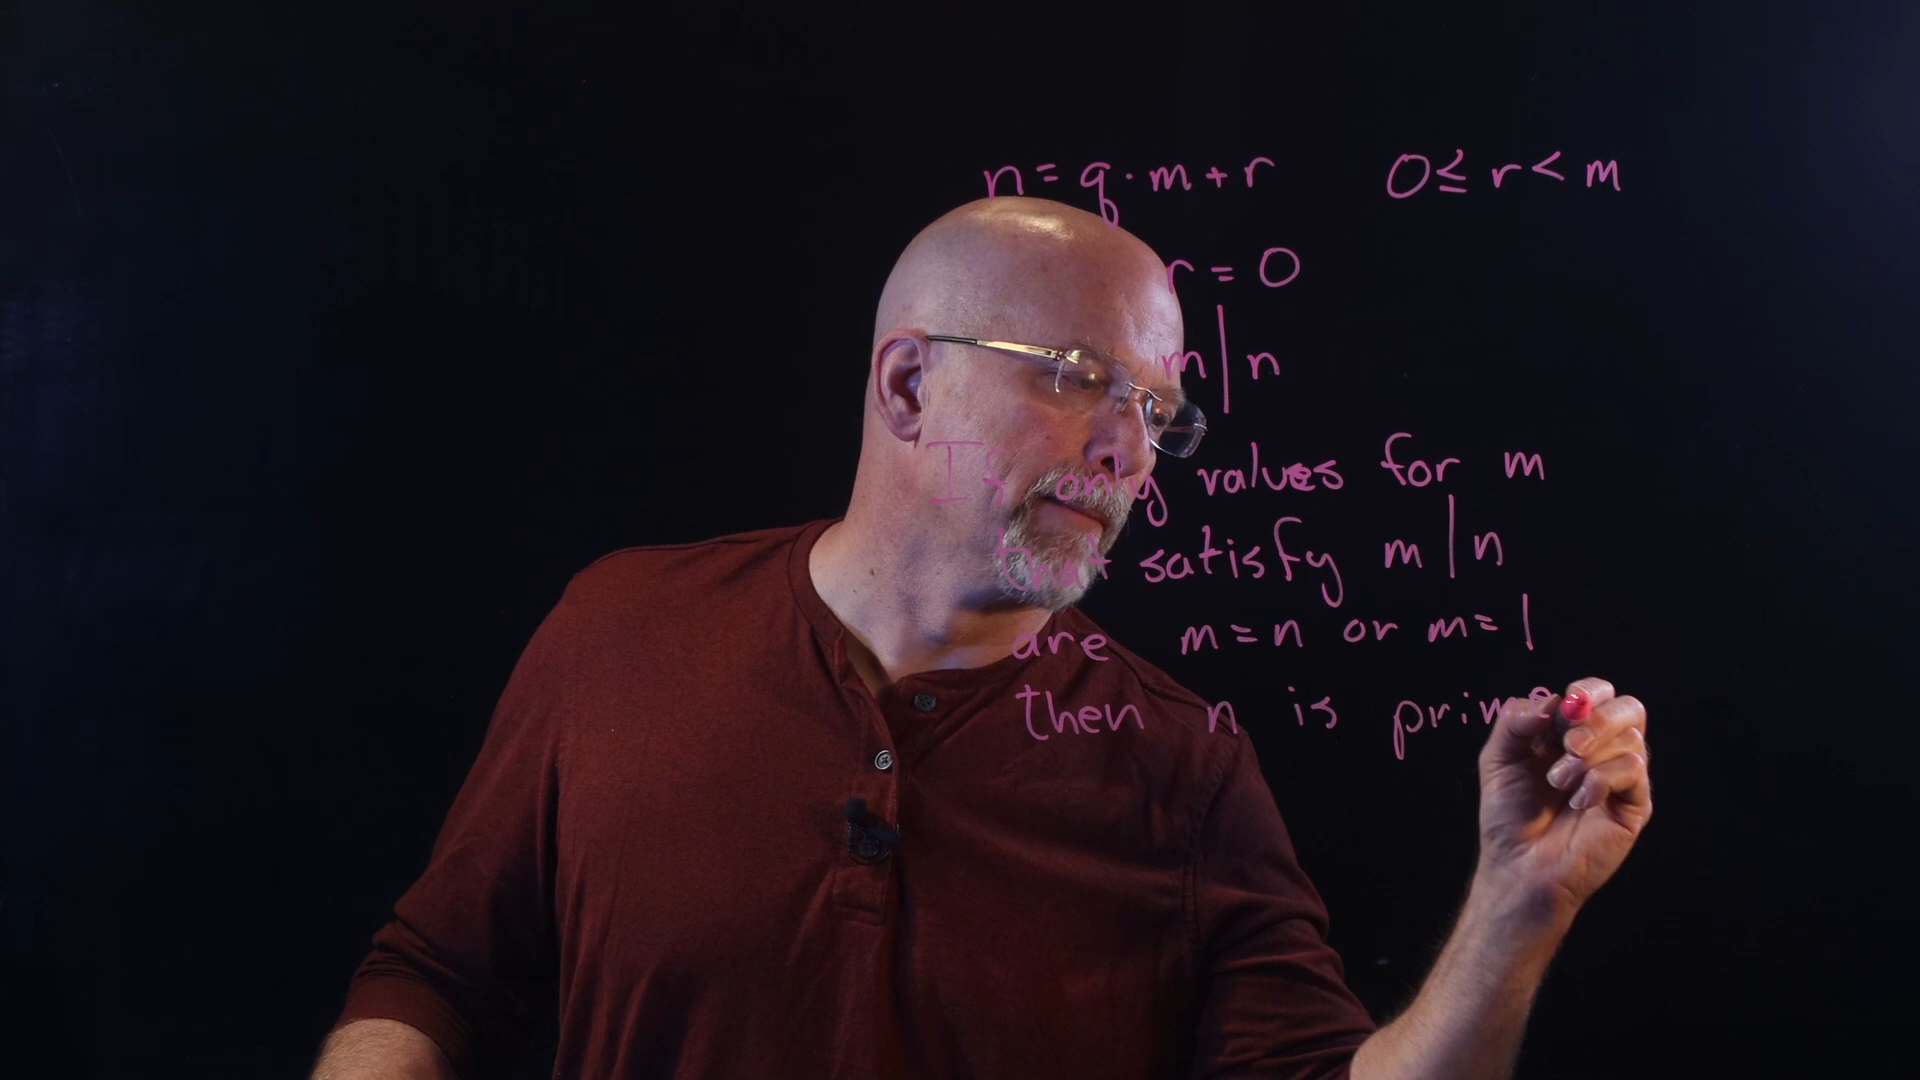 n = q · m + r 0 ≤ r < m
r = 0
m | n
If only values for m
that satisfy m | n
are m = n or m = 1
then n is prime